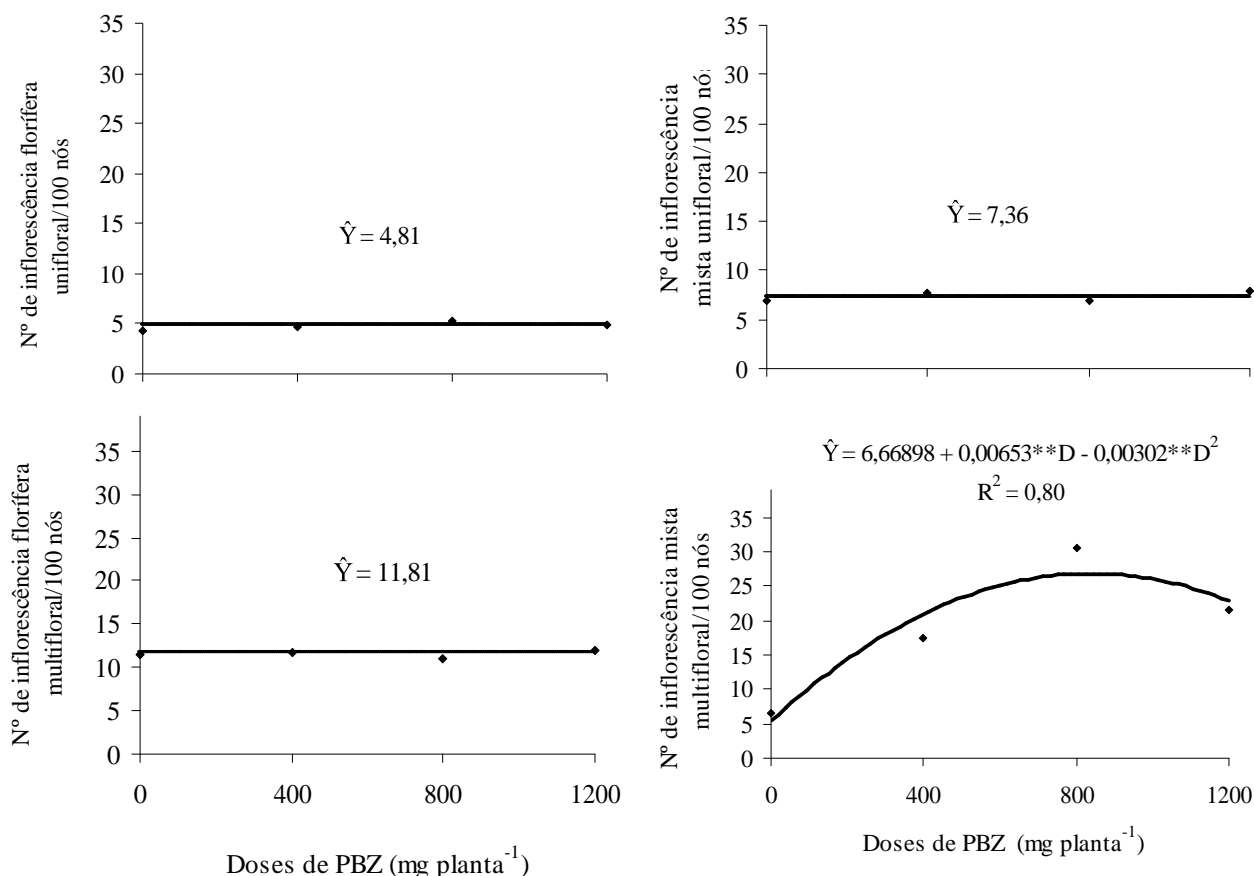 Nº de inflorescência florífera
unifloral/100 nós
35
30
25
20
15
10
5
0
Ŷ = 4,81
Nº de inflorescência
mista unifloral/100 nós
35
30
25
20
15
10
5
0
Ŷ = 7,36
Nº de inflorescência florífera
multifloral/100 nós
35
30
25
20
15
10
5
0
Ŷ = 11,81
0 400 800 1200
Doses de PBZ (mg planta⁻¹)
Ŷ = 6,66898 + 0,00653**D - 0,00302**D²
R² = 0,80
Nº de inflorescência mista
multifloral/100 nós
35
30
25
20
15
10
5
0
0 400 800 1200
Doses de PBZ (mg planta⁻¹)